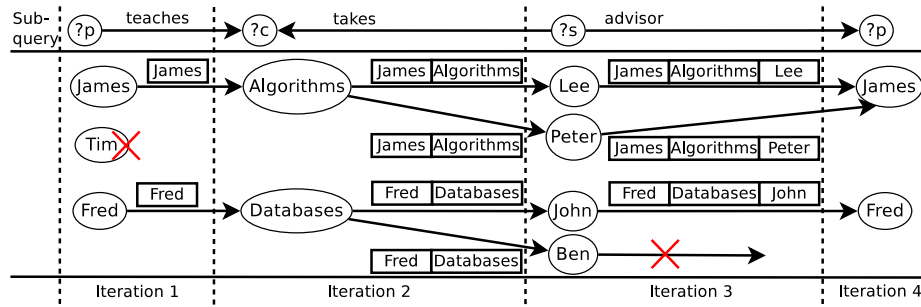 Sub-
query
?p teaches ?c takes ?s advisor ?p
James James Algorithms James Algorithms Lee James Algorithms Lee James
Peter
Tim James Algorithms James Algorithms Peter
Fred Fred Databases Fred Databases John Fred Databases John Fred
Fred Databases Ben
Iteration 1 Iteration 2 Iteration 3 Iteration 4